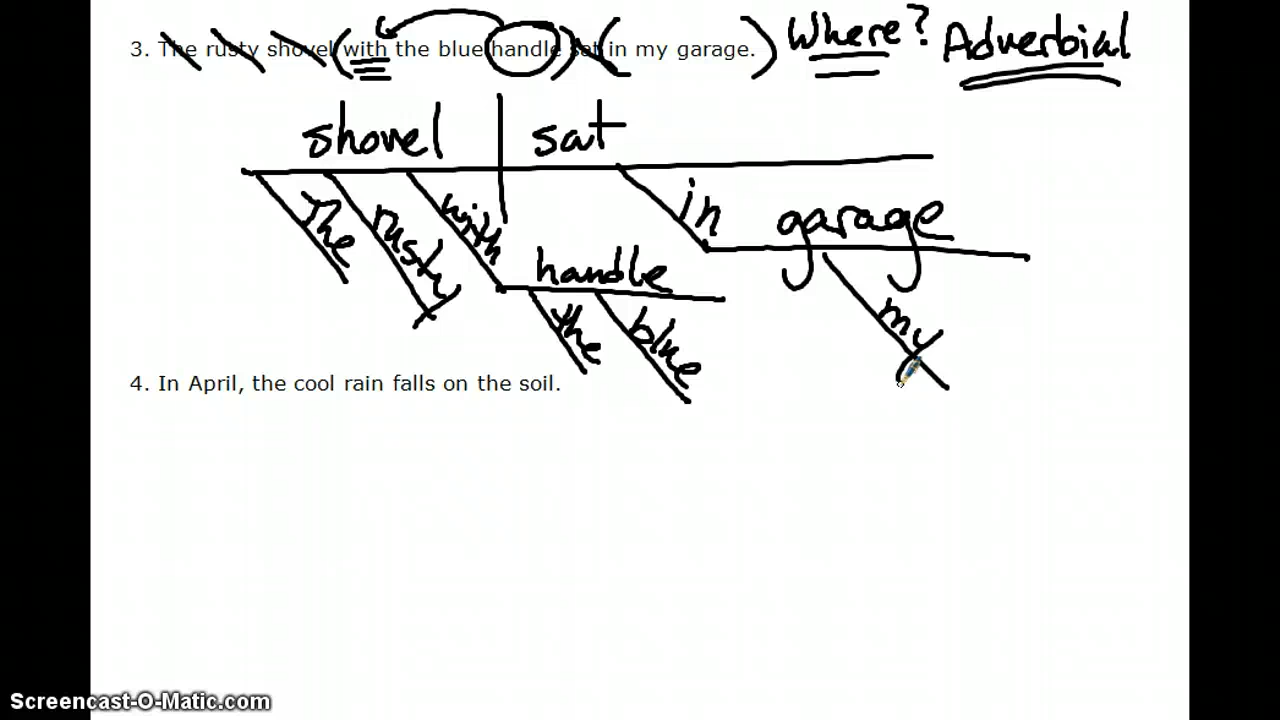 3. The rusty shovel with the blue handle sat in my garage. Where? Adverbial
shovel sat
The rusty with in garage
handle
the blue my
4. In April, the cool rain falls on the soil.
Screencast-O-Matic.com